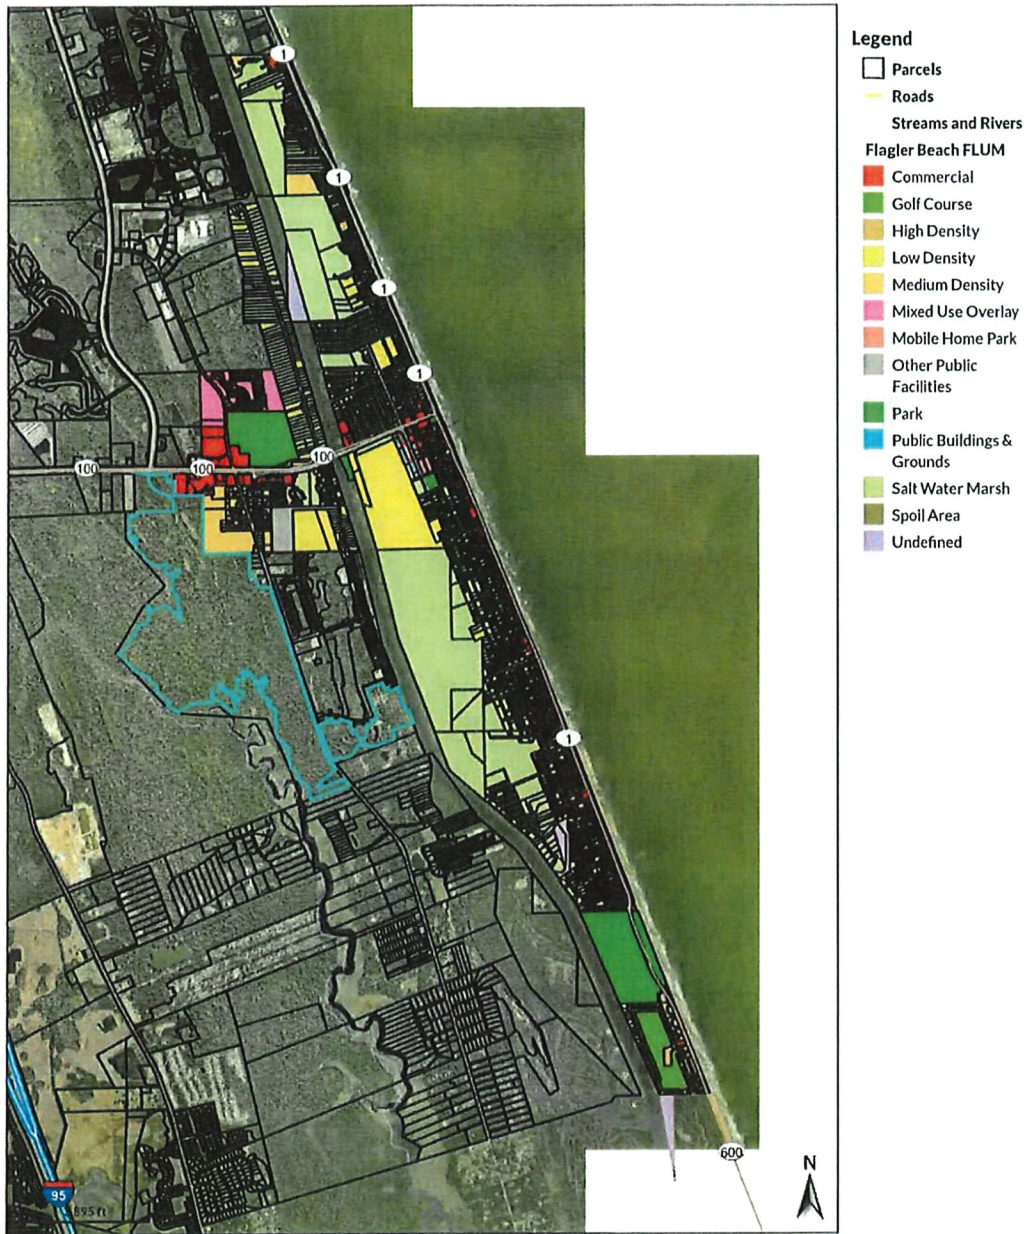 Legend
Parcels
Roads
Streams and Rivers
Flagler Beach FLUM
Commercial
Golf Course
High Density
Low Density
Medium Density
Mixed Use Overlay
Mobile Home Park
Other Public
Facilities
Park
Public Buildings &
Grounds
Salt Water Marsh
Spoil Area
Undefined
1
1
1
1
100
100
100
1
600
N
95
895 ft